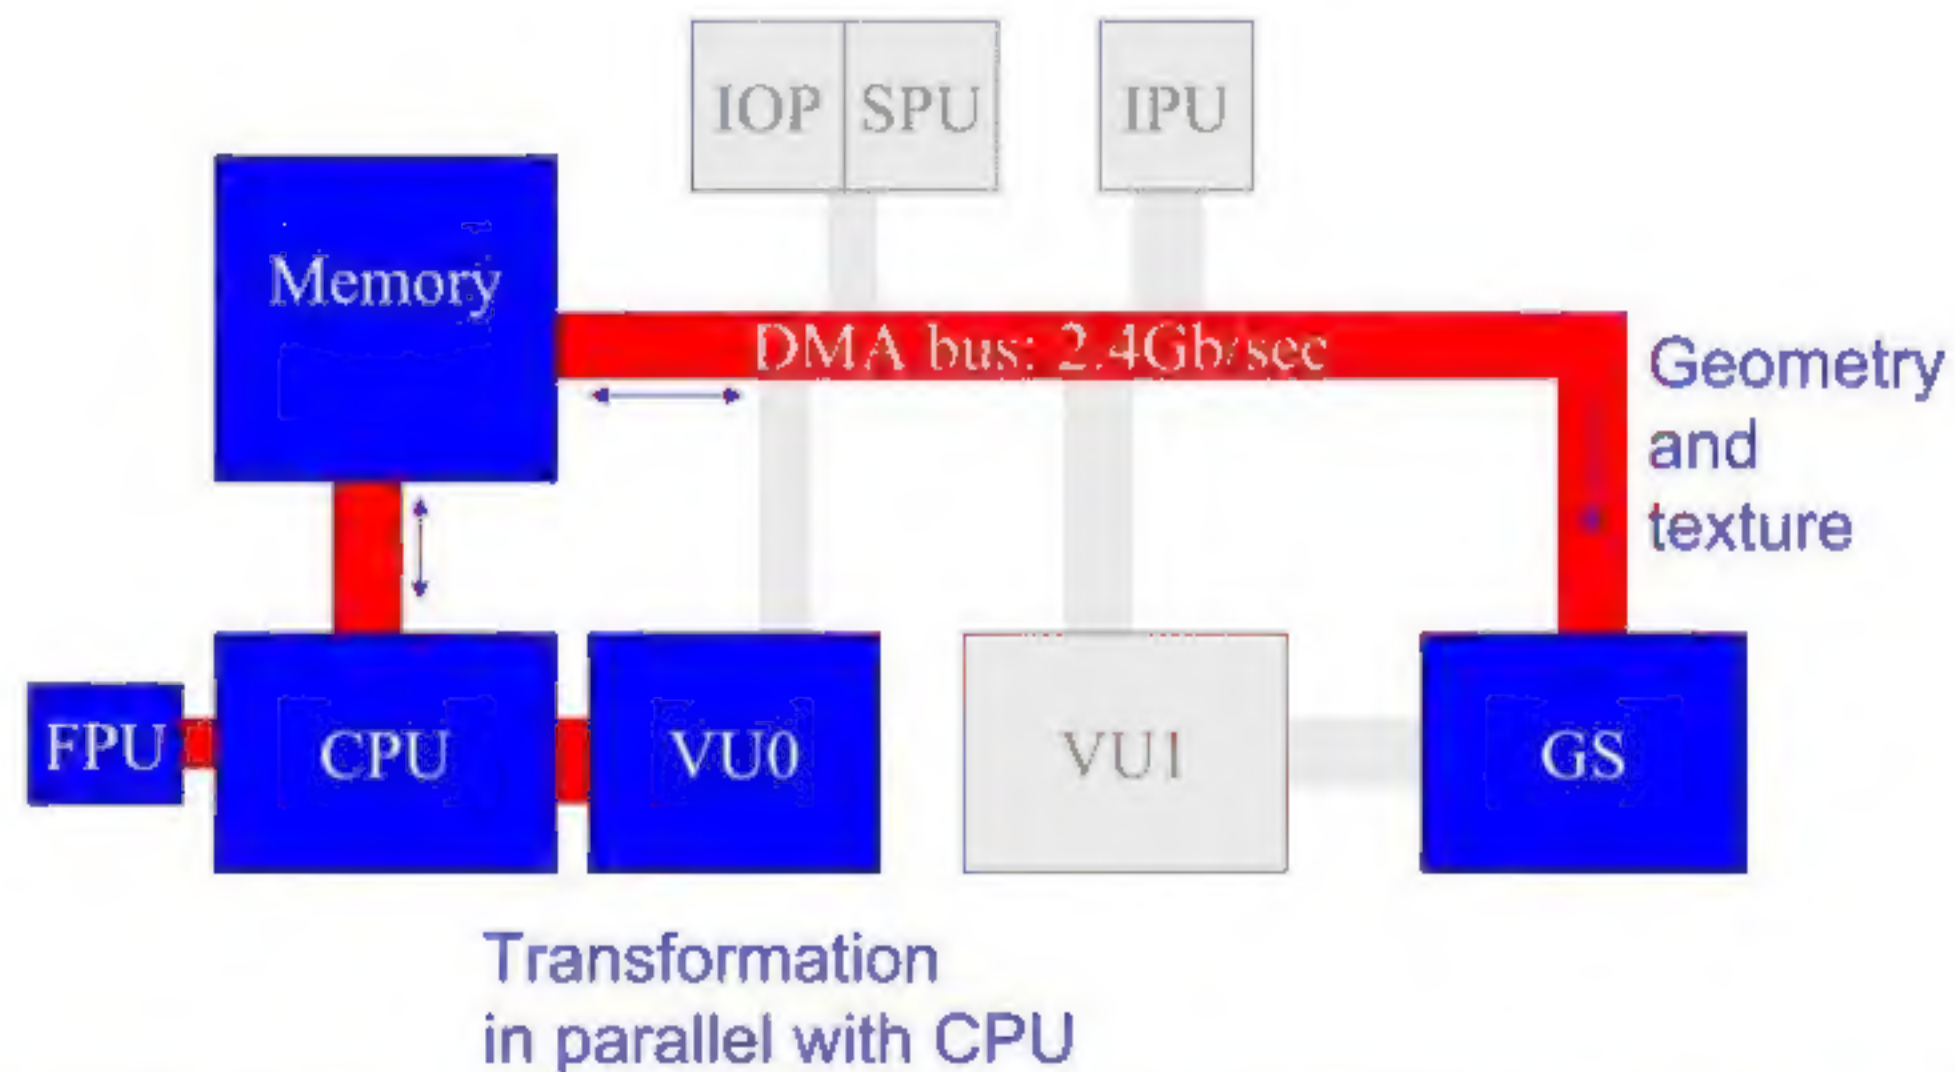 IOP SPU IPU
Memory
DMA bus: 2.4Gb/sec
Geometry
and
texture
FPU CPU VU0 VU1 GS
Transformation
in parallel with CPU